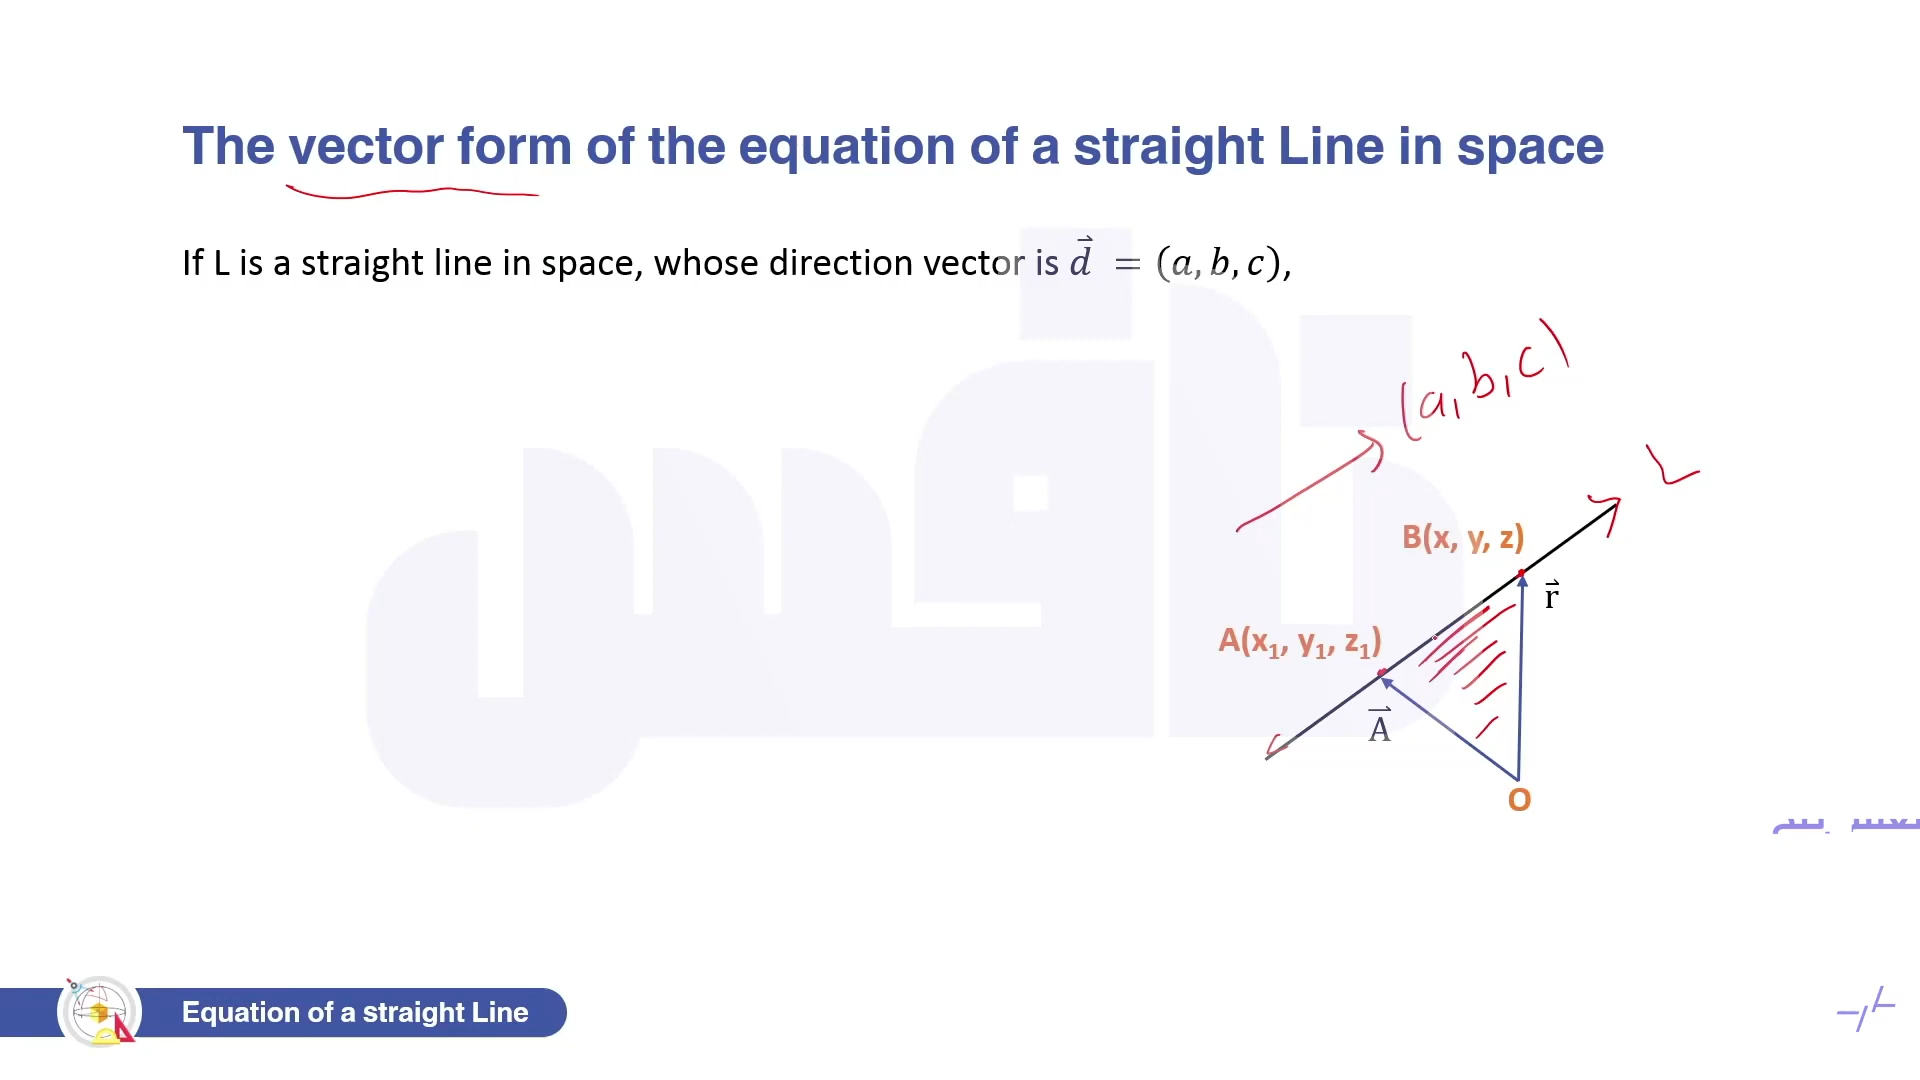 The vector form of the equation of a straight Line in space
If L is a straight line in space, whose direction vector is d⃗ = (a, b, c),
(a, b, c)
L
B(x, y, z)
r⃗
A(x₁, y₁, z₁)
A⃗
O
Equation of a straight Line